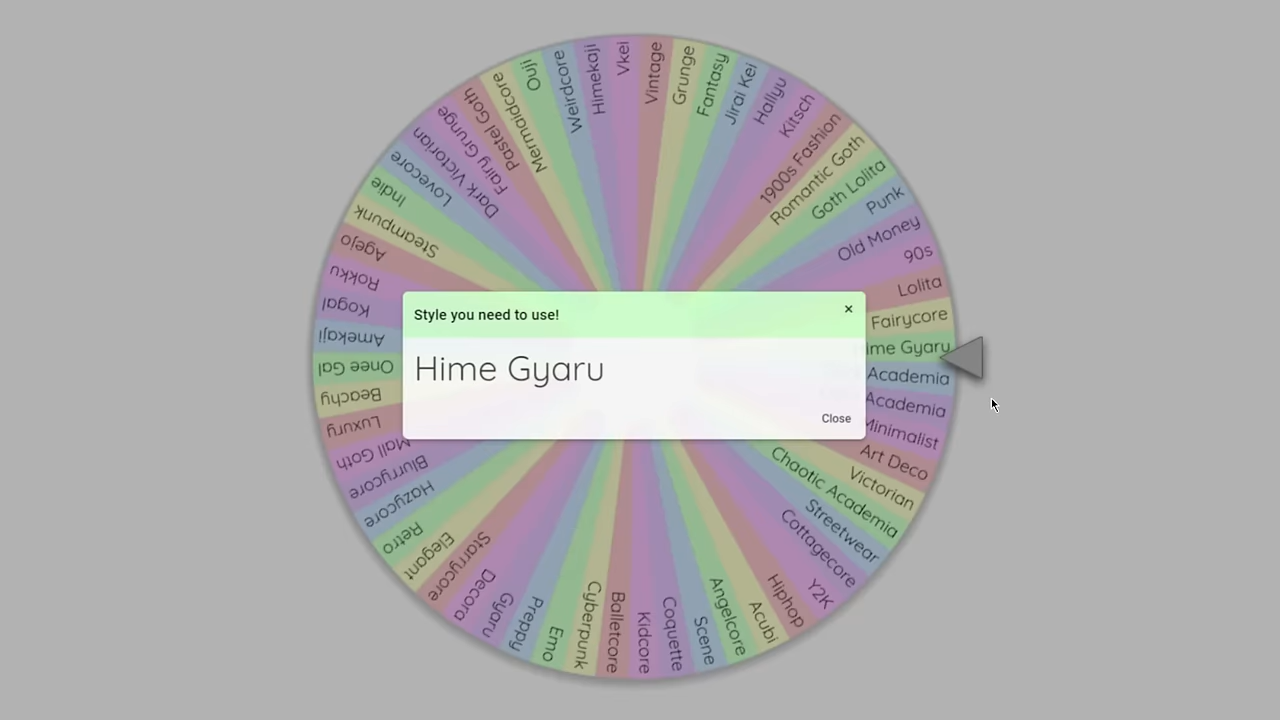 Vkei
Vintage
Grunge
Fantasy
Jirai Kei
Hallyu
Kitsch
1900s Fashion
Romantic Goth
Goth Lolita
Punk
Old Money
90s
Lolita
Fairycore
ime Gyaru
Academia
Academia
Minimalist
Art Deco
Victorian
Chaotic Academia
Streetwear
Cottagecore
Y2K
Hiphop
Acubi
Angelcore
Scene
Coquette
Kidcore
Balletcore
Cyberpunk
Emo
Preppy
Gyaru
Decora
Starrycore
Elegant
Retro
Hazycore
Blurrycore
Mall Goth
Luxury
Beachy
Onee Gal
Amekaji
Kogal
Rokku
Agejo
Steampunk
Indie
Lovecore
Dark Victorian
Fairy Grunge
Pastel Goth
Mermaidcore
Ouji
Weirdcore
Himekaji
Style you need to use!
×
Hime Gyaru
Close